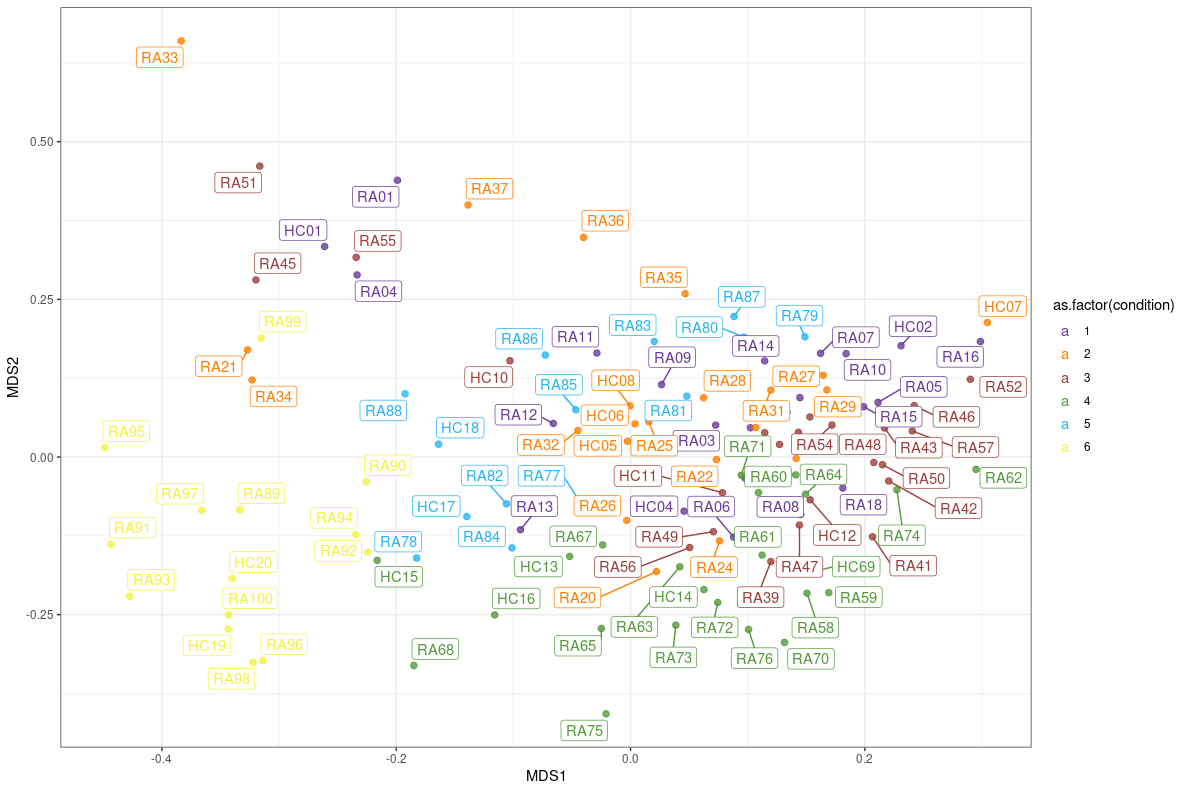 RA33
0.50
RA51
RA01
RA37
RA36
HC01
RA55
RA45
RA04
RA35
0.25
RA87
HC07
RA99
RA83
RA80
RA79
RA86
RA11
RA14
RA07
HC02
RA16
RA21
HC10
RA09
RA10
RA34
RA85
HC08
RA28
RA27
RA05
RA52
RA88
RA12
HC06
RA81
RA31
RA29
RA15
RA46
RA95
HC18
RA32
HC05
RA25
RA03
RA71
RA54
RA48
RA43
RA57
0.00
RA90
RA82
RA77
HC11
RA22
RA60
RA64
RA50
RA62
RA97
RA89
HC17
RA13
RA26
HC04
RA06
RA08
RA18
RA42
RA91
RA94
RA92
RA78
RA84
RA67
RA49
RA61
HC12
RA74
RA93
HC20
HC15
HC13
RA56
RA24
RA47
HC69
RA41
RA100
HC16
RA20
HC14
RA39
RA59
-0.25
HC19
RA96
RA68
RA65
RA63
RA72
RA58
RA98
RA73
RA76
RA70
RA75
-0.4
-0.2
0.0
0.2
MDS1
MDS2
as.factor(condition)
a 1
a 2
a 3
a 4
a 5
a 6